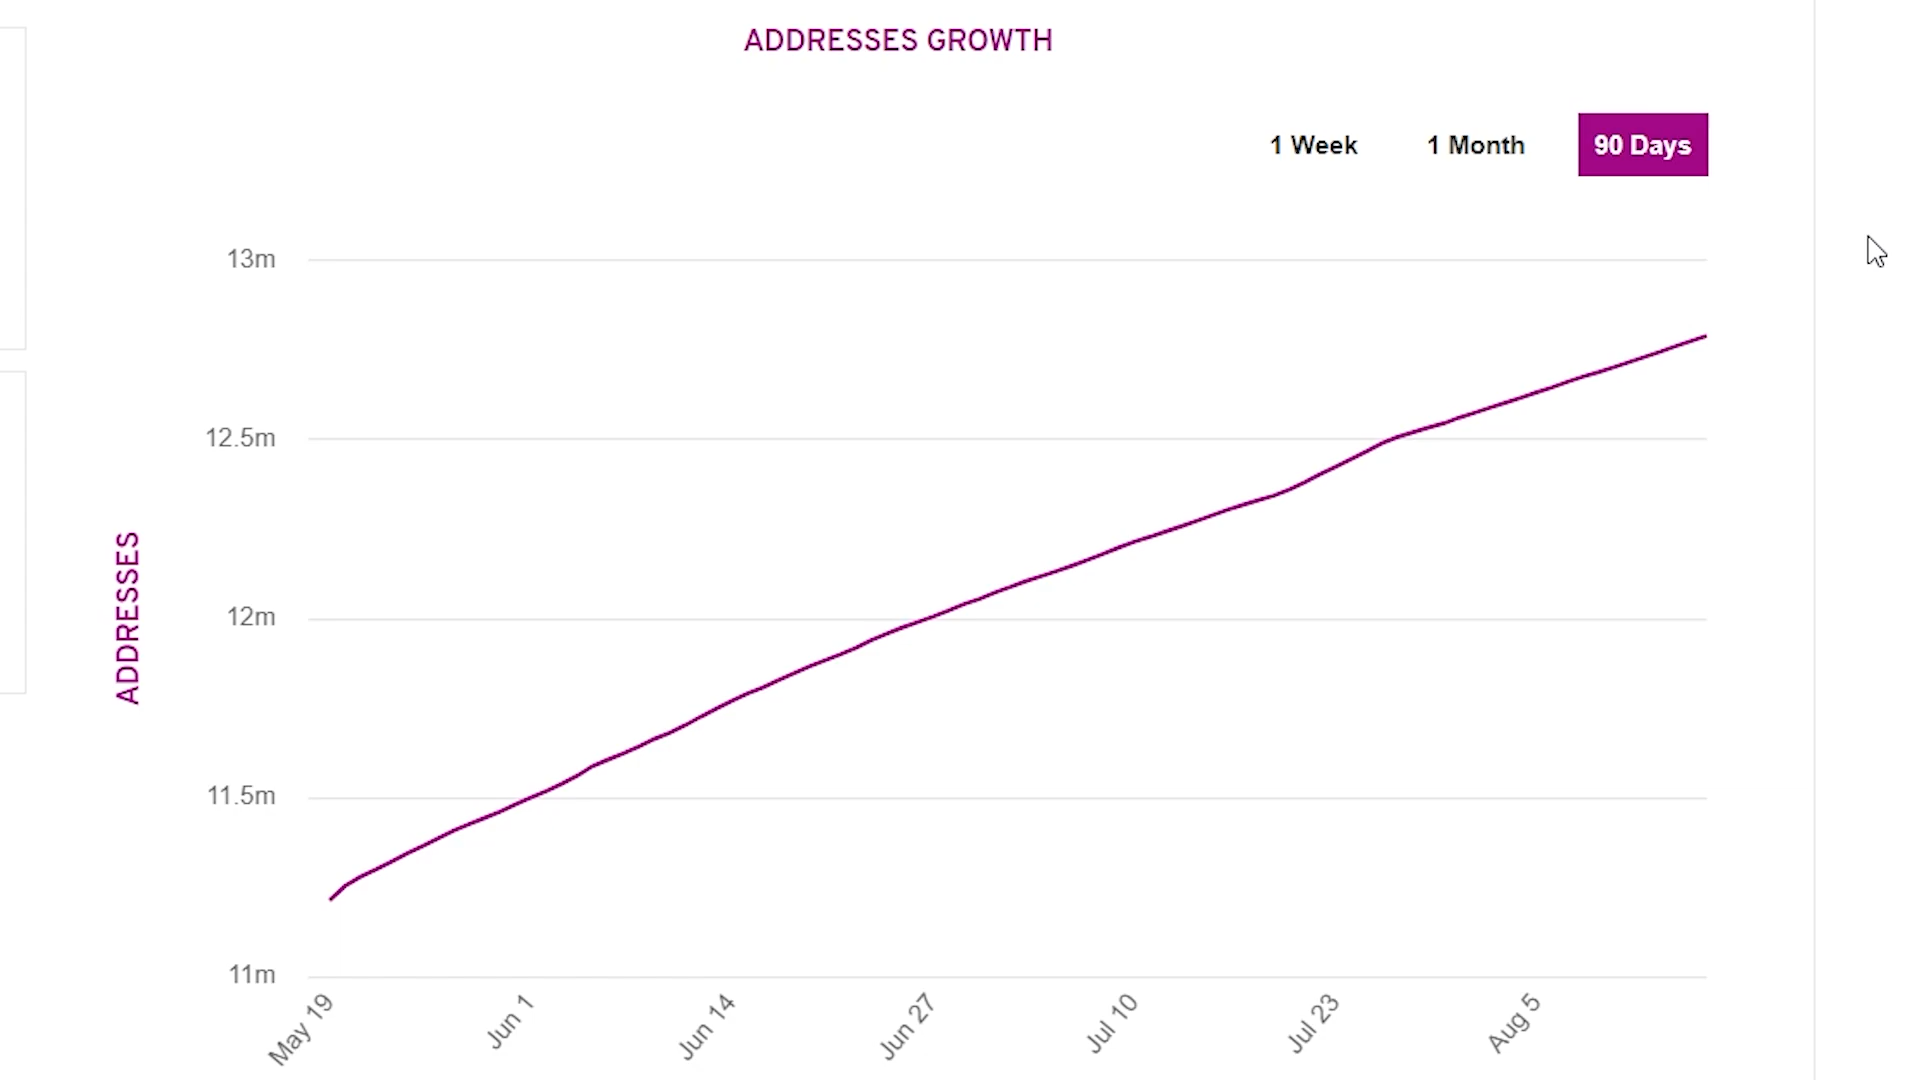 ADDRESSES GROWTH
1 Week 1 Month 90 Days
13m
12.5m
12m
11.5m
11m
ADDRESSES
May 19 Jun 1 Jun 14 Jun 27 Jul 10 Jul 23 Aug 5